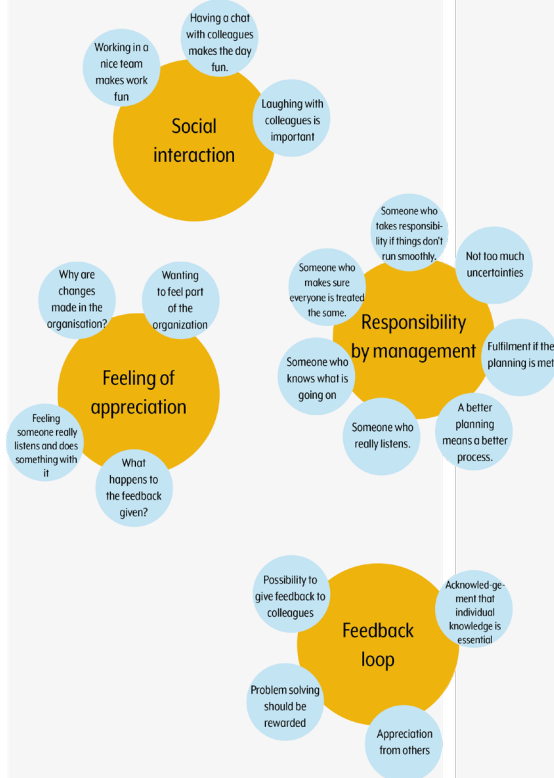 Having a chat
with colleagues
makes the day
fun.
Working in a
nice team
makes work
fun
Laughing with
colleagues is
important
Social
interaction
Someone who
takes responsibi-
lity if things don't
run smoothly.
Not too much
uncertainties
Someone who
makes sure
everyone is treated
the same.
Responsibility
by management
Fulfilment if the
planning is met
Someone who
knows what is
going on
A better
planning
means a better
process.
Someone who
really listens.
Why are
changes
made in the
organisation?
Wanting
to feel part
of the
organization
Feeling of
appreciation
Feeling
someone really
listens and does
something with
it
What
happens to
the feedback
given?
Possibility to
give feedback to
colleagues
Acknowled-ge-
ment that
individual
knowledge is
essential
Feedback
loop
Problem solving
should be
rewarded
Appreciation
from others